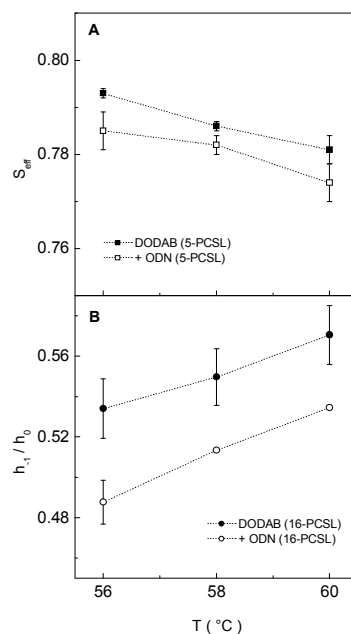 A
0.80
0.78
0.76
S_eff
DODAB (5-PCSL)
+ ODN (5-PCSL)
B
0.56
0.52
0.48
h_-1 / h_0
DODAB (16-PCSL)
+ ODN (16-PCSL)
56 58 60
T ( °C)